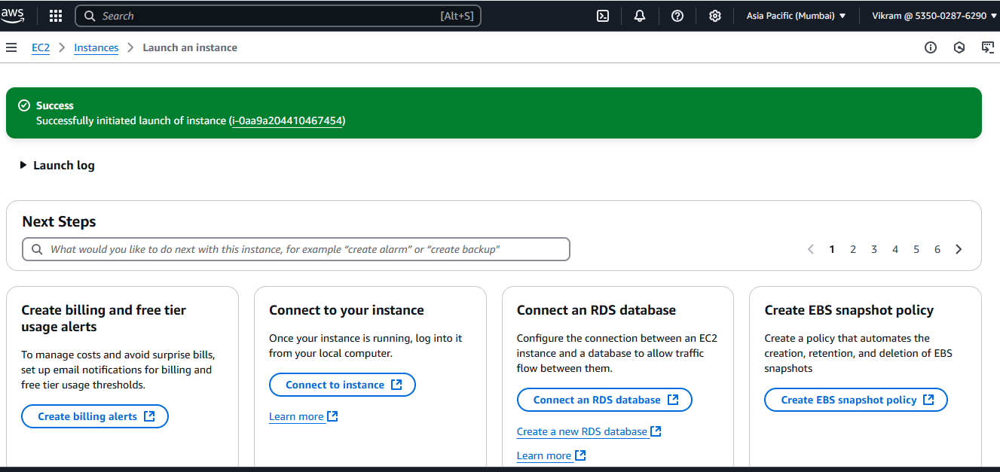 aws
Search [Alt+S]
Asia Pacific (Mumbai)
Vikram @ 5350-0287-6290
EC2 Instances Launch an instance
Success
Successfully initiated launch of instance (i-0aa9a204410467454)
Launch log
Next Steps
What would you like to do next with this instance, for example “create alarm” or “create backup"
1 2 3 4 5 6
Create billing and free tier
usage alerts
To manage costs and avoid surprise bills,
set up email notifications for billing and
free tier usage thresholds.
Create billing alerts
Connect to your instance
Once your instance is running, log into it
from your local computer.
Connect to instance
Learn more
Connect an RDS database
Configure the connection between an EC2
instance and a database to allow traffic
flow between them.
Connect an RDS database
Create a new RDS database
Learn more
Create EBS snapshot policy
Create a policy that automates the
creation, retention, and deletion of EBS
snapshots
Create EBS snapshot policy